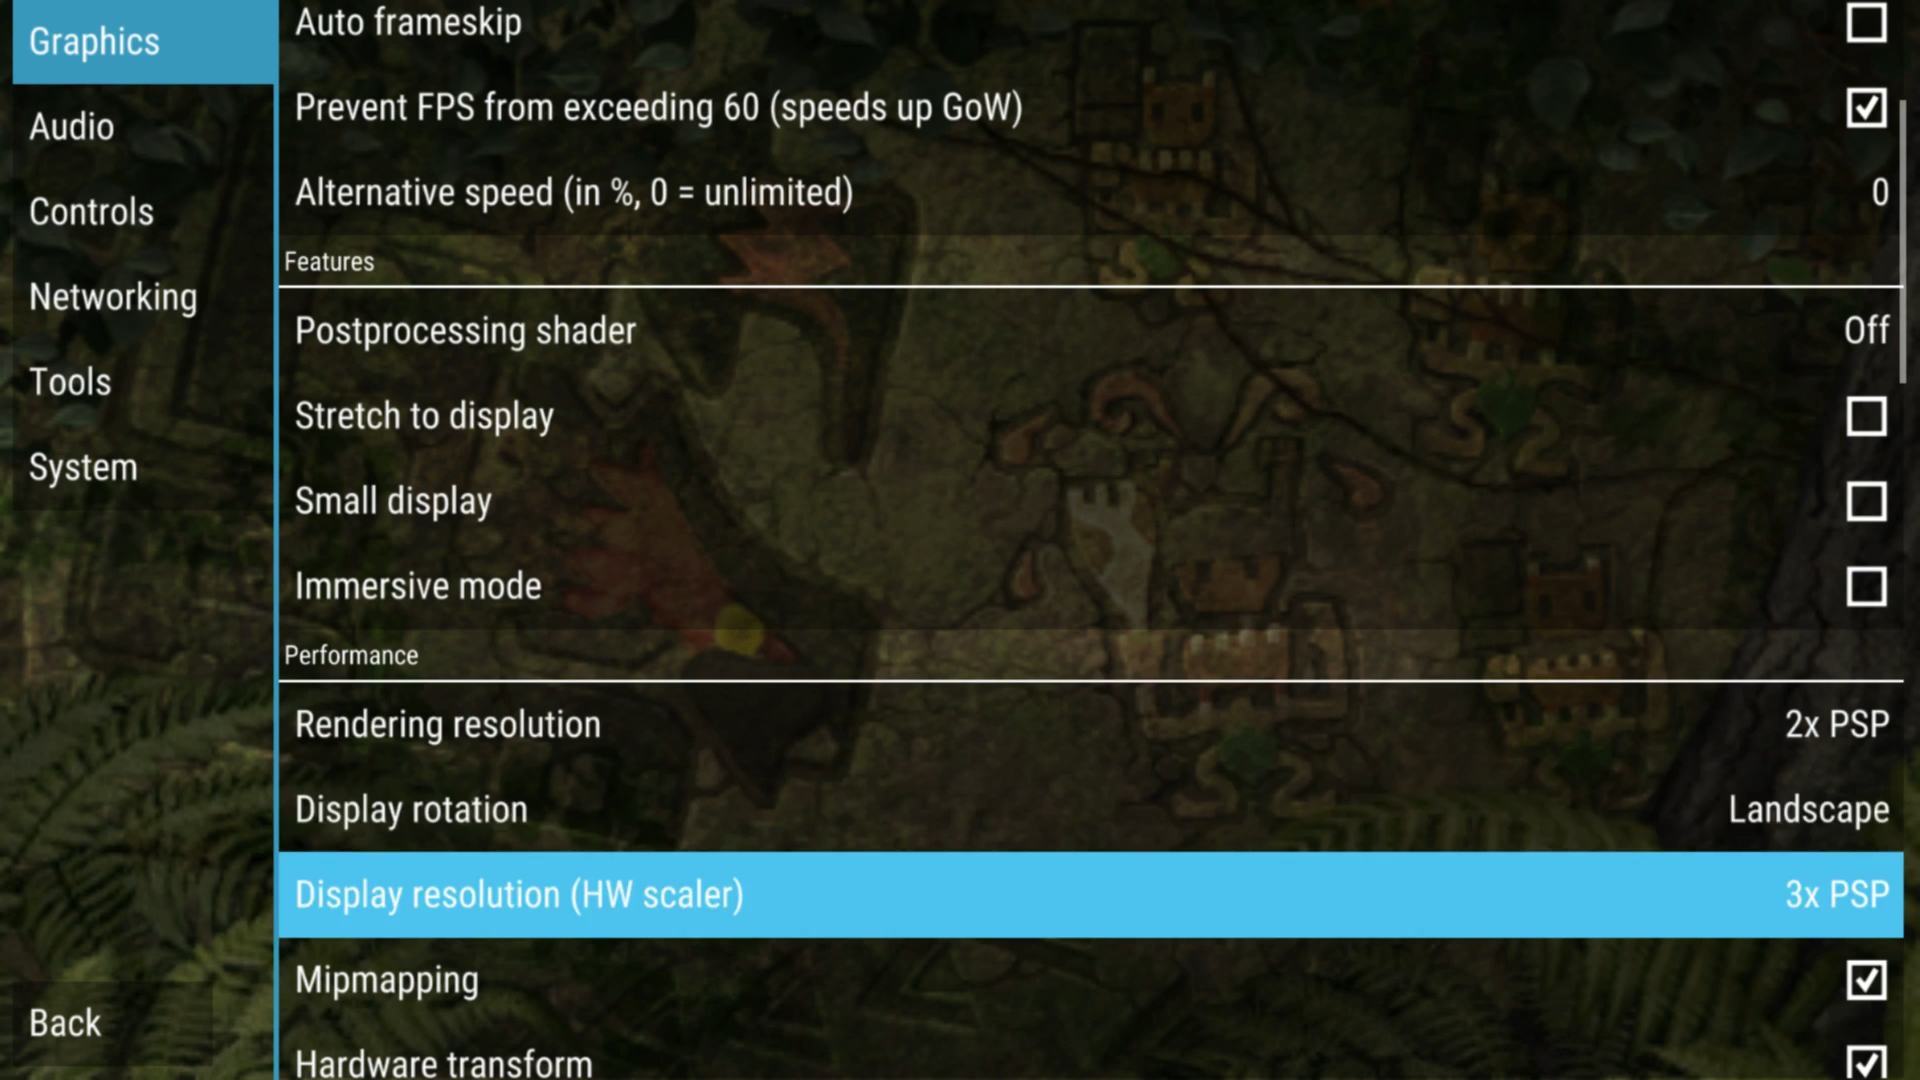 Graphics
Audio
Controls
Networking
Tools
System
Back
Auto frameskip
Prevent FPS from exceeding 60 (speeds up GoW)
Alternative speed (in %, 0 = unlimited) 0
Features
Postprocessing shader Off
Stretch to display
Small display
Immersive mode
Performance
Rendering resolution 2x PSP
Display rotation Landscape
Display resolution (HW scaler) 3x PSP
Mipmapping
Hardware transform